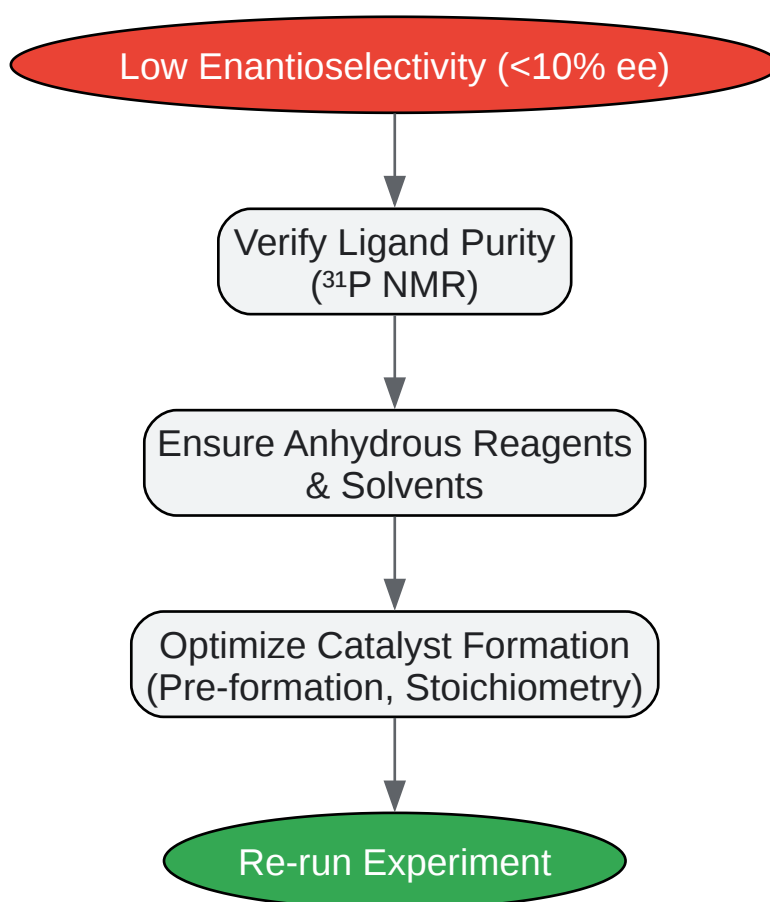 Low Enantioselectivity (<10% ee)
Verify Ligand Purity
(³¹P NMR)
Ensure Anhydrous Reagents
& Solvents
Optimize Catalyst Formation
(Pre-formation, Stoichiometry)
Re-run Experiment